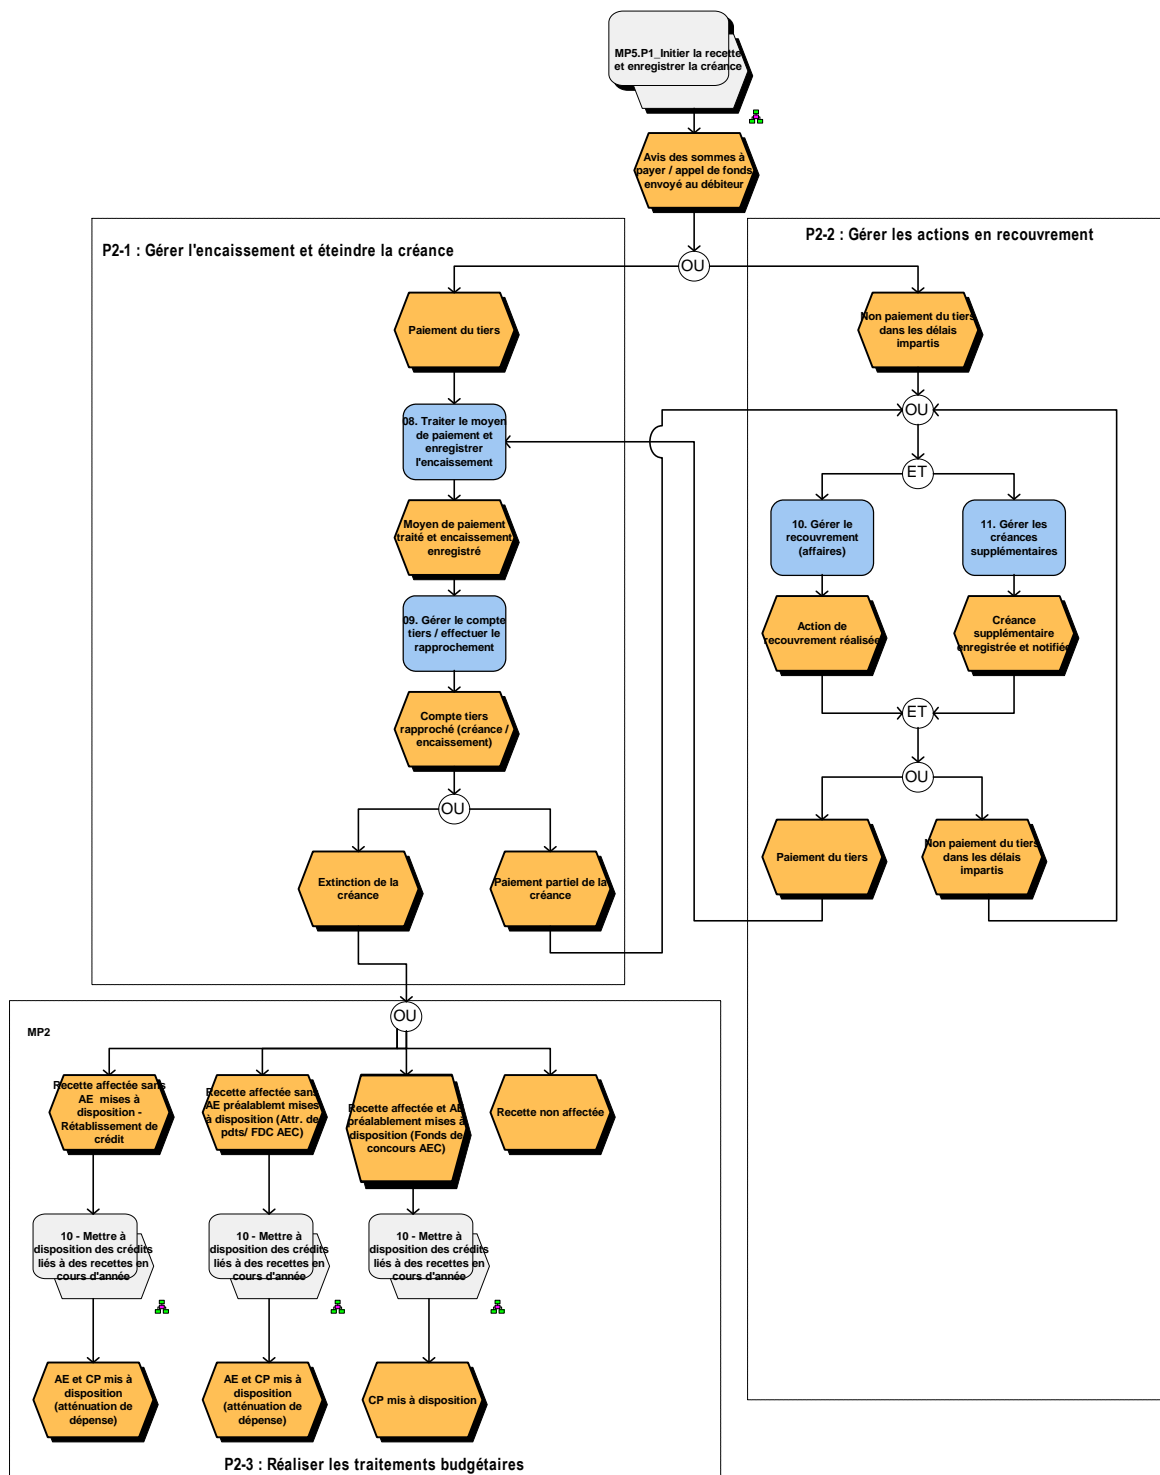 MP5.P1_Initier la recette
et enregistrer la créance
Avis des sommes à
payer / appel de fonds
envoyé au débiteur
P2-1 : Gérer l'encaissement et éteindre la créance
P2-2 : Gérer les actions en recouvrement
OU
Paiement du tiers
Non paiement du tiers
dans les délais
impartis
08. Traiter le moyen
de paiement et
enregistrer
l'encaissement
OU
ET
Moyen de paiement
traité et encaissement
enregistré
10. Gérer le
recouvrement
(affaires)
11. Gérer les
créances
supplémentaires
09. Gérer le compte
tiers / effectuer le
rapprochement
Action de
recouvrement réalisée
Créance
supplémentaire
enregistrée et notifiée
Compte tiers
rapproché (créance /
encaissement)
ET
OU
OU
Extinction de la
créance
Paiement partiel de la
créance
Paiement du tiers
Non paiement du tiers
dans les délais
impartis
OU
MP2
Recette affectée sans
AE mises à
disposition -
Rétablissement de
crédit
Recette affectée sans
AE préalablemt mises
à disposition (Attr. de
pdts/ FDC AEC)
Recette affectée et AE
préalablement mises à
disposition (Fonds de
concours AEC)
Recette non affectée
10 - Mettre à
disposition des crédits
liés à des recettes en
cours d'année
10 - Mettre à
disposition des crédits
liés à des recettes en
cours d'année
10 - Mettre à
disposition des crédits
liés à des recettes en
cours d'année
AE et CP mis à
disposition
(atténuation de
dépense)
AE et CP mis à
disposition
(atténuation de
dépense)
CP mis à disposition
P2-3 : Réaliser les traitements budgétaires